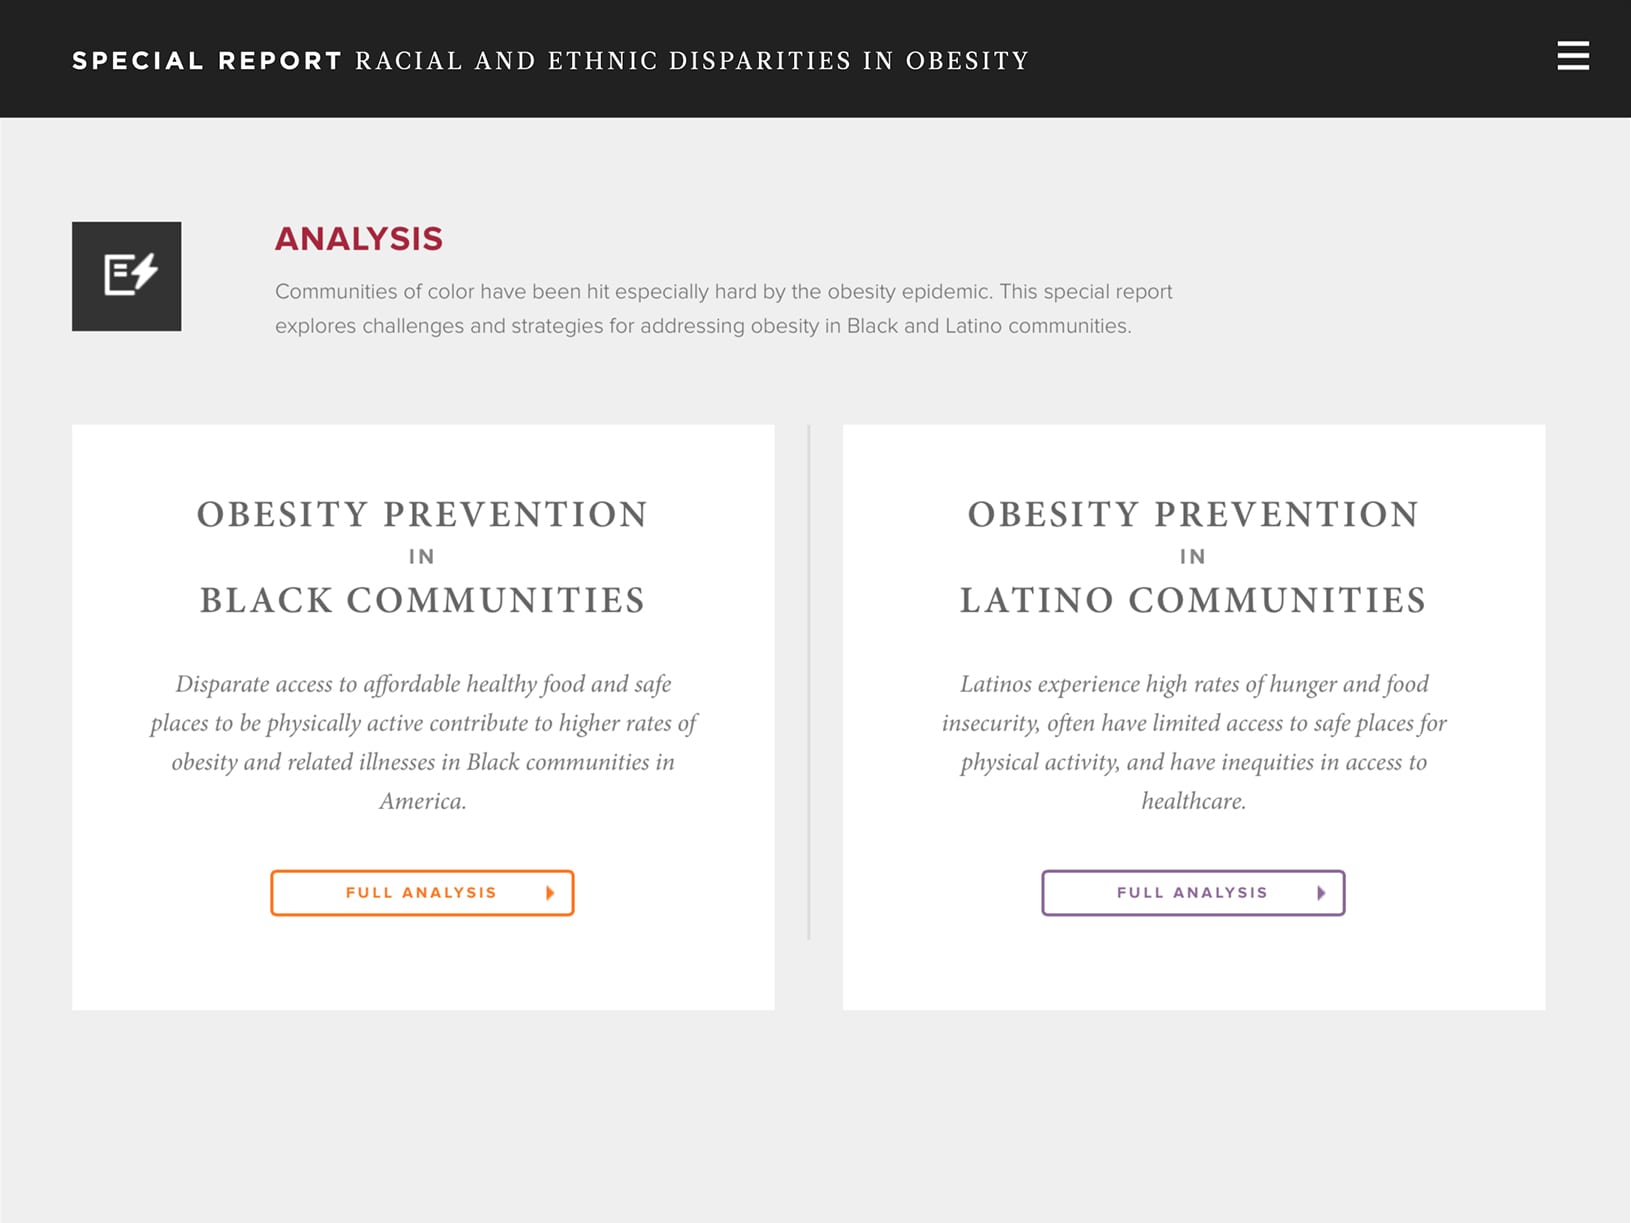 SPECIAL REPORT RACIAL AND ETHNIC DISPARITIES IN OBESITY
ANALYSIS
Communities of color have been hit especially hard by the obesity epidemic. This special report
explores challenges and strategies for addressing obesity in Black and Latino communities.
OBESITY PREVENTION
IN
BLACK COMMUNITIES
Disparate access to affordable healthy food and safe
places to be physically active contribute to higher rates of
obesity and related illnesses in Black communities in
America.
FULL ANALYSIS
OBESITY PREVENTION
IN
LATINO COMMUNITIES
Latinos experience high rates of hunger and food
insecurity, often have limited access to safe places for
physical activity, and have inequities in access to
healthcare.
FULL ANALYSIS